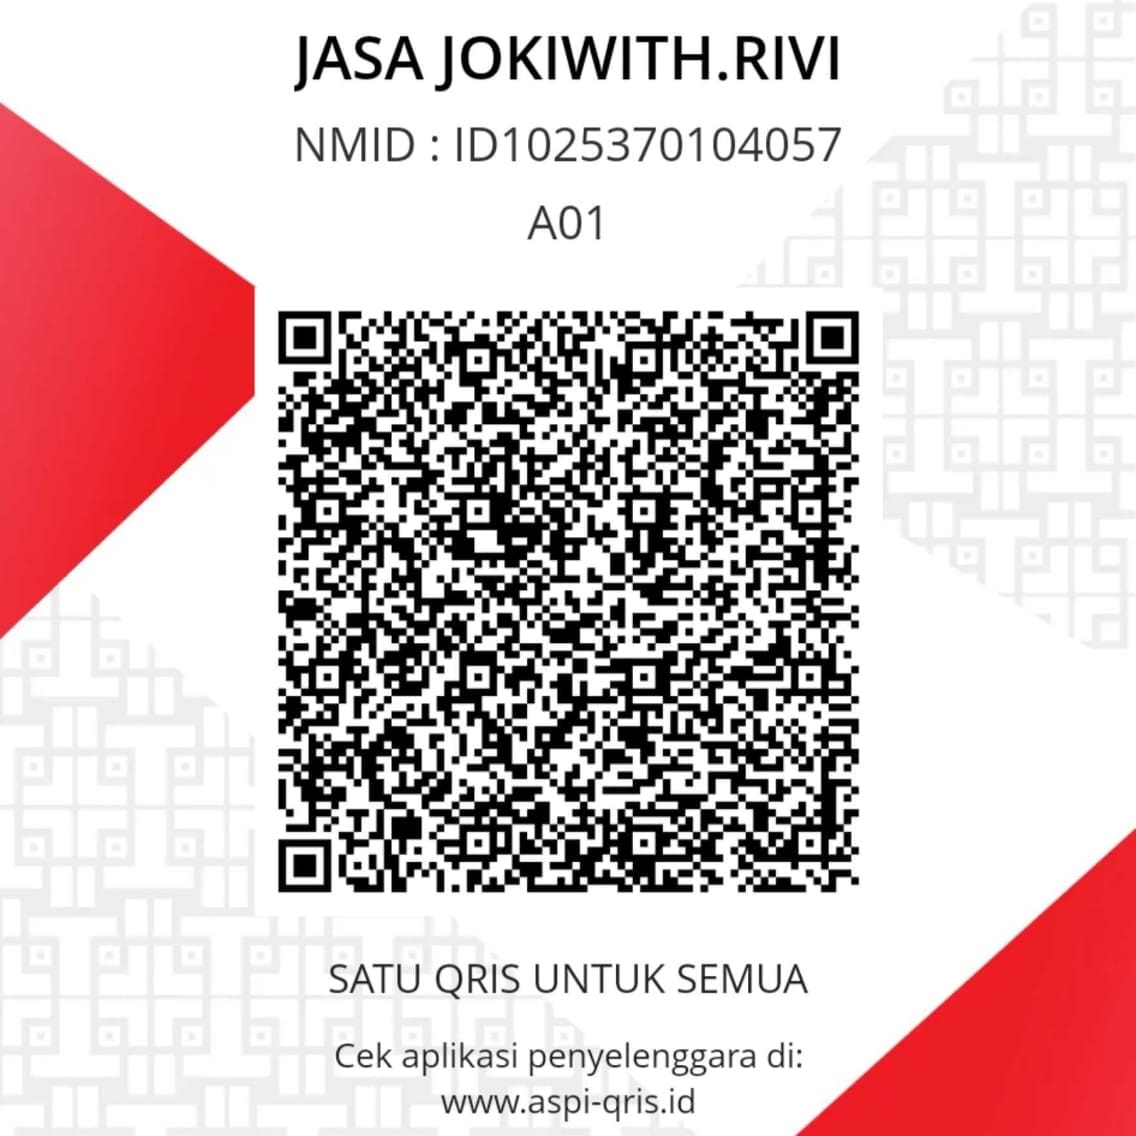 JASA JOKIWITH.RIVI
NMID : ID1025370104057
A01
SATU QRIS UNTUK SEMUA
Cek aplikasi penyelenggara di:
www.aspi-qris.id